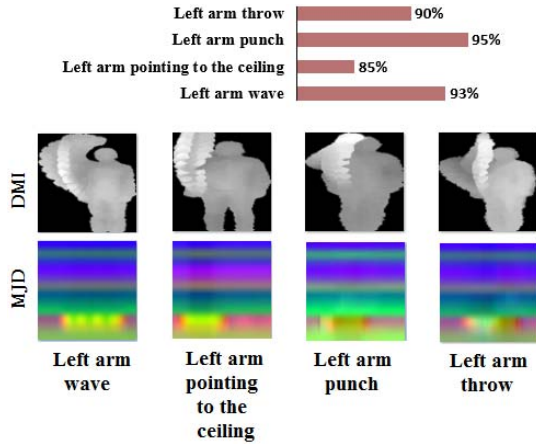 Left arm throw
90%
Left arm punch
95%
Left arm pointing to the ceiling
85%
Left arm wave
93%
DMI
MJD
Left arm
wave
Left arm
pointing
to the
ceiling
Left arm
punch
Left arm
throw